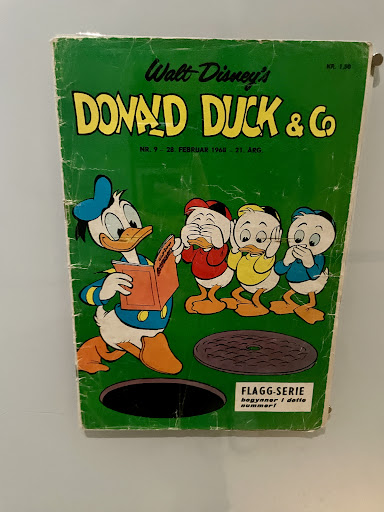 KR. 1,50
Walt Disney's
DONALD DUCK & Co
NR. 9 - 28. FEBRUAR 1968 - 21. ÅRG.
FLAGG-SERIE
begynner i dette
nummer!